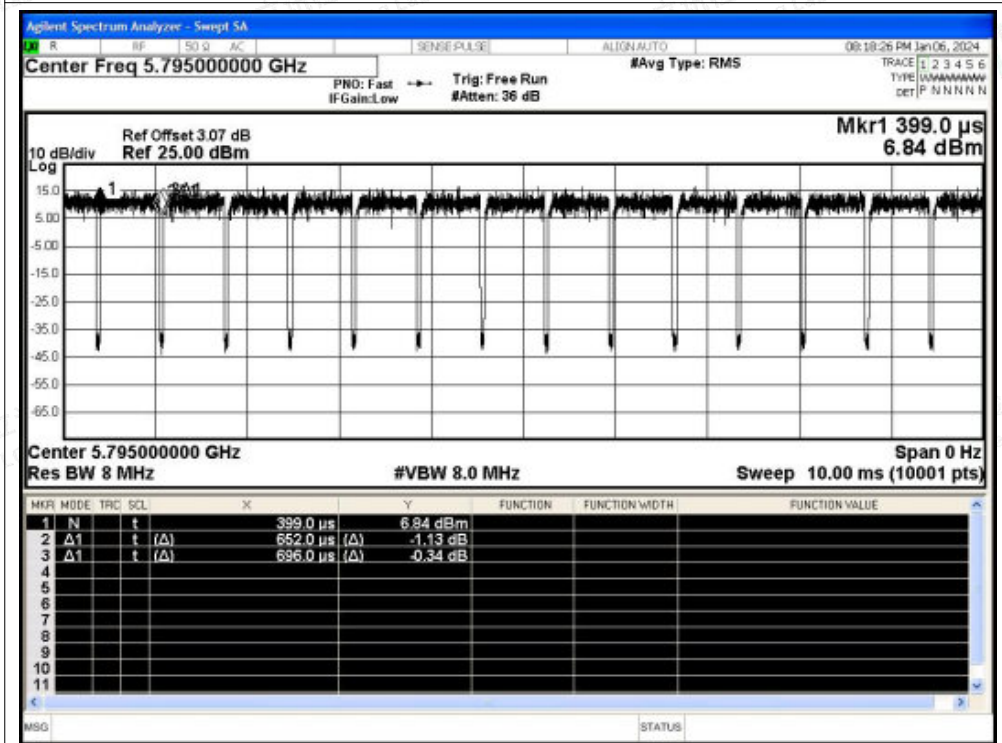 Agilent Spectrum Analyzer - Swept SA
R RF 50 Ω AC SENSE:PULSE ALIGN AUTO 08:18:26 PM Jan 06, 2024
Center Freq 5.795000000 GHz #Avg Type: RMS TRACE 1 2 3 4 5 6
PNO: Fast Trig: Free Run TYPE
IFGain:Low #Atten: 36 dB DET P N N N N N
Mkr1 399.0 µs
Ref Offset 3.07 dB
10 dB/div Ref 25.00 dBm 6.84 dBm
Log
15.0
1
5.00
-5.00
-15.0
-25.0
-35.0
-45.0
-55.0
-65.0
Center 5.795000000 GHz Span 0 Hz
Res BW 8 MHz #VBW 8.0 MHz Sweep 10.00 ms (10001 pts)
MKR MODE TRC SCL X Y FUNCTION FUNCTION WIDTH FUNCTION VALUE
1 N t 399.0 µs 6.84 dBm
2 Δ1 t (Δ) 652.0 µs (Δ) -1.13 dB
3 Δ1 t (Δ) 696.0 µs (Δ) -0.34 dB
4
5
6
7
8
9
10
11
MSG STATUS